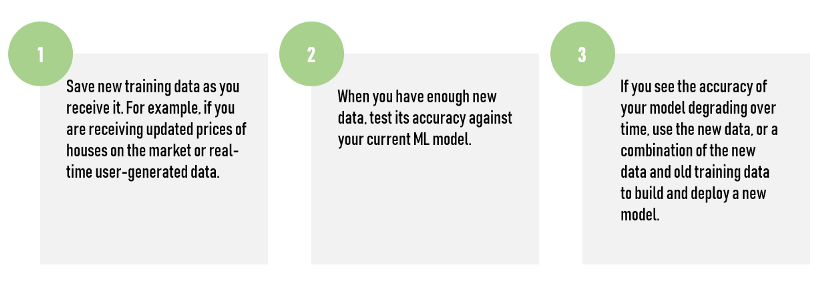 1
Save new training data as you
receive it. For example, if you
are receiving updated prices of
houses on the market or real-
time user-generated data.
2
When you have enough new
data, test its accuracy against
your current ML model.
3
If you see the accuracy of
your model degrading over
time, use the new data, or a
combination of the new
data and old training data
to build and deploy a new
model.